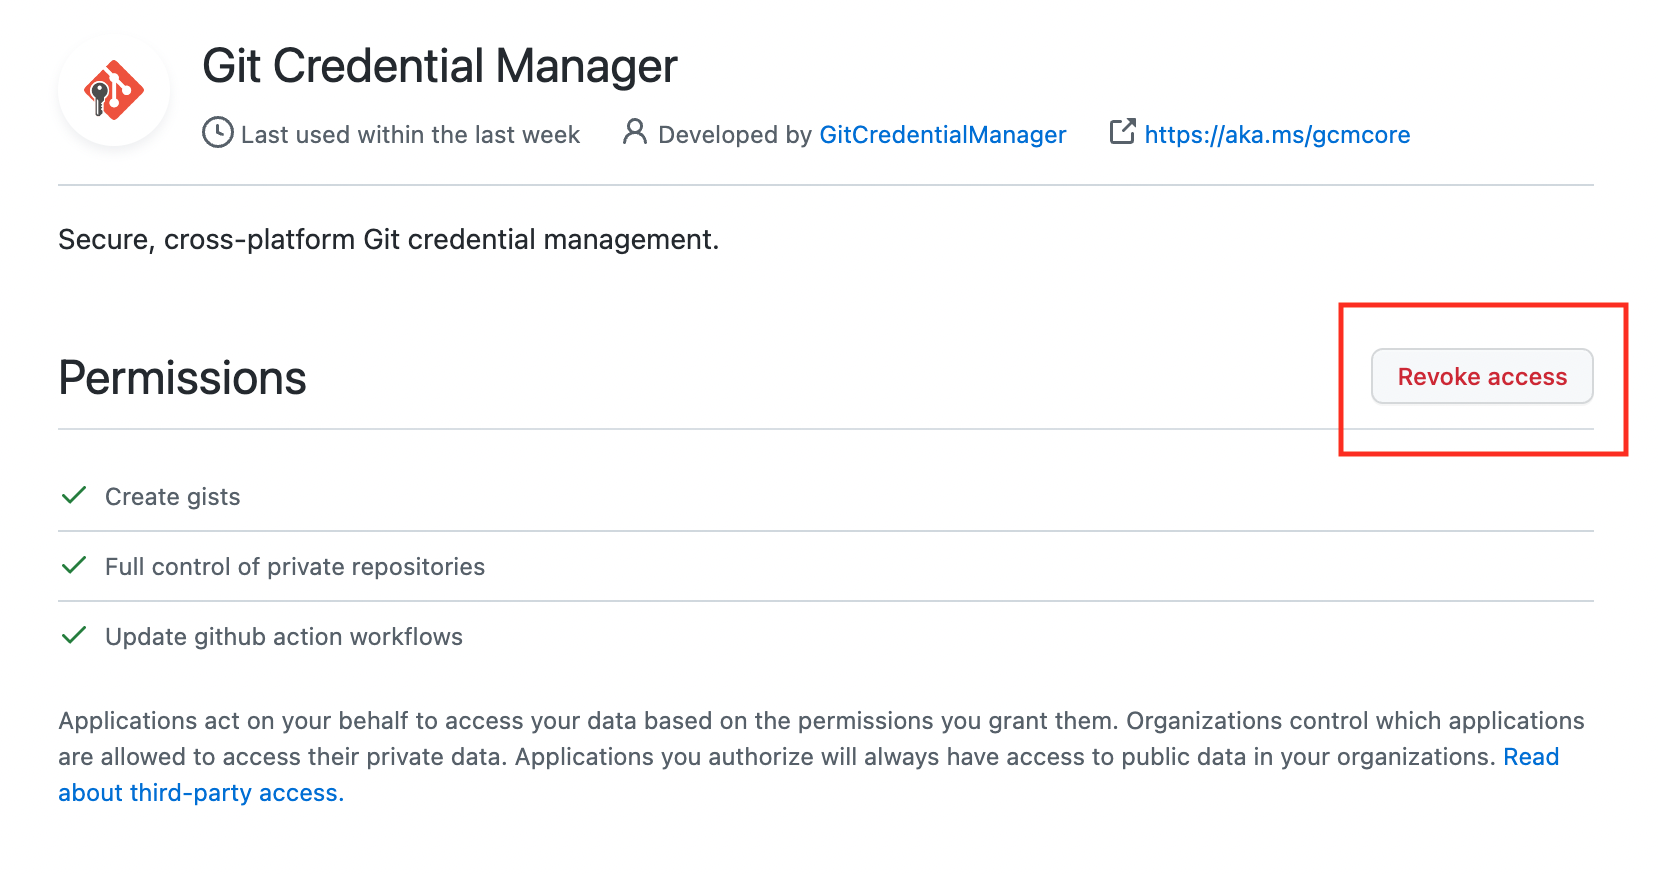 Git Credential Manager
Last used within the last week Developed by GitCredentialManager https://aka.ms/gcmcore
Secure, cross-platform Git credential management.
Permissions
Revoke access
Create gists
Full control of private repositories
Update github action workflows
Applications act on your behalf to access your data based on the permissions you grant them. Organizations control which applications
are allowed to access their private data. Applications you authorize will always have access to public data in your organizations. Read
about third-party access.